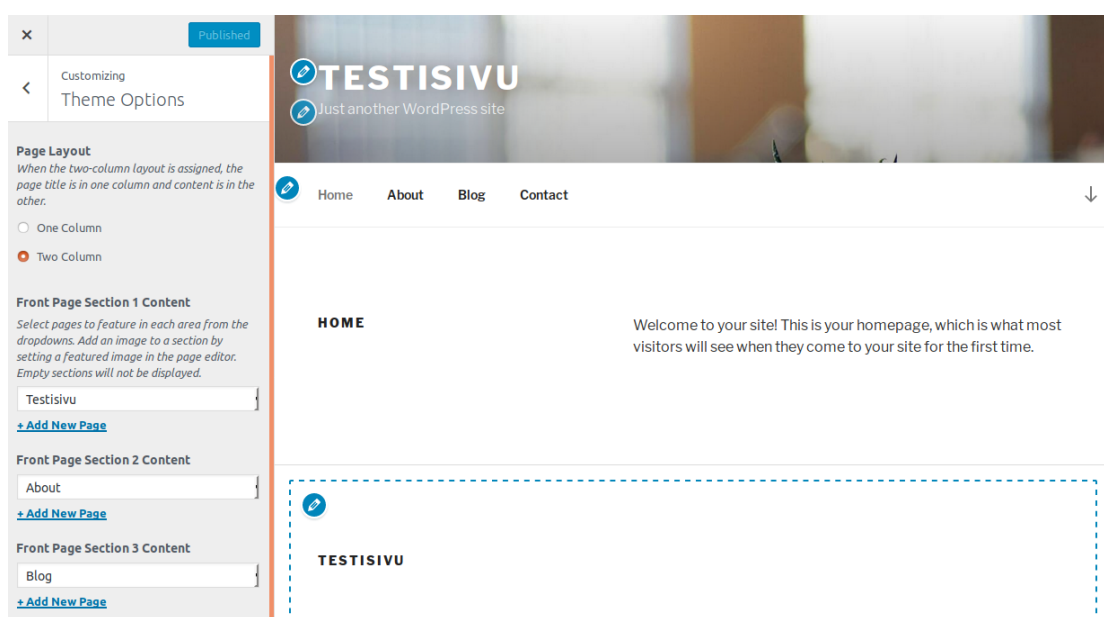 Published
Customizing
Theme Options
Page Layout
When the two-column layout is assigned, the
page title is in one column and content is in the
other.
One Column
Two Column
Front Page Section 1 Content
Select pages to feature in each area from the
dropdowns. Add an image to a section by
setting a featured image in the page editor.
Empty sections will not be displayed.
Testisivu
+ Add New Page
Front Page Section 2 Content
About
+ Add New Page
Front Page Section 3 Content
Blog
+ Add New Page
TESTISIVU
Just another WordPress site
Home About Blog Contact
HOME
Welcome to your site! This is your homepage, which is what most
visitors will see when they come to your site for the first time.
TESTISIVU